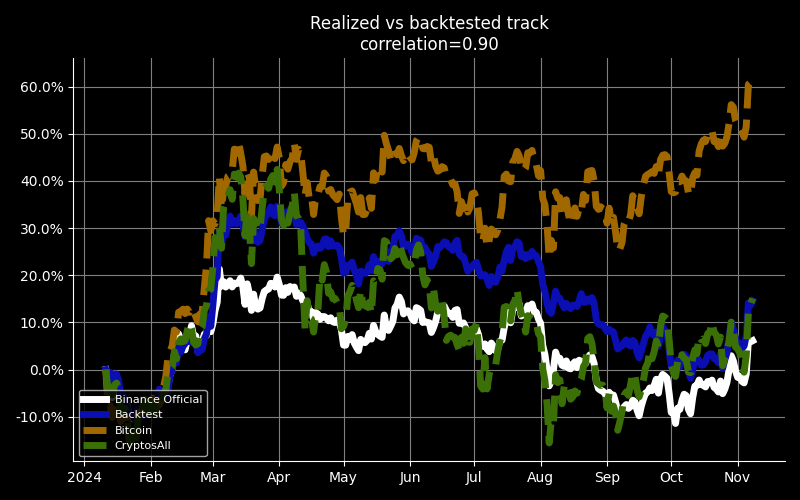 Realized vs backtested track
correlation=0.90
60.0%
50.0%
40.0%
30.0%
20.0%
10.0%
0.0%
-10.0%
Binance Official
Backtest
Bitcoin
CryptosAll
2024 Feb Mar Apr May Jun Jul Aug Sep Oct Nov